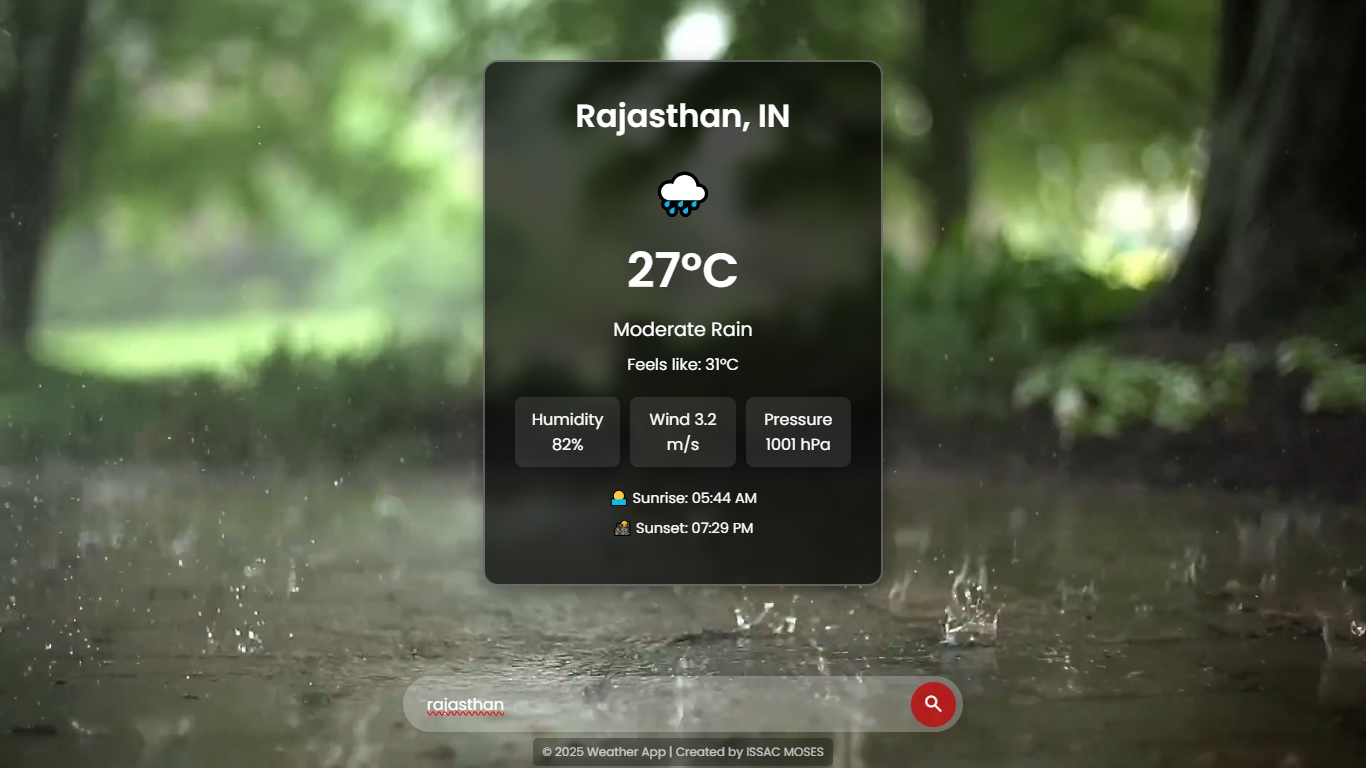 Rajasthan, IN
27°C
Moderate Rain
Feels like: 31°C
Humidity
82%
Wind 3.2
m/s
Pressure
1001 hPa
Sunrise: 05:44 AM
Sunset: 07:29 PM
rajasthan
© 2025 Weather App | Created by ISSAC MOSES